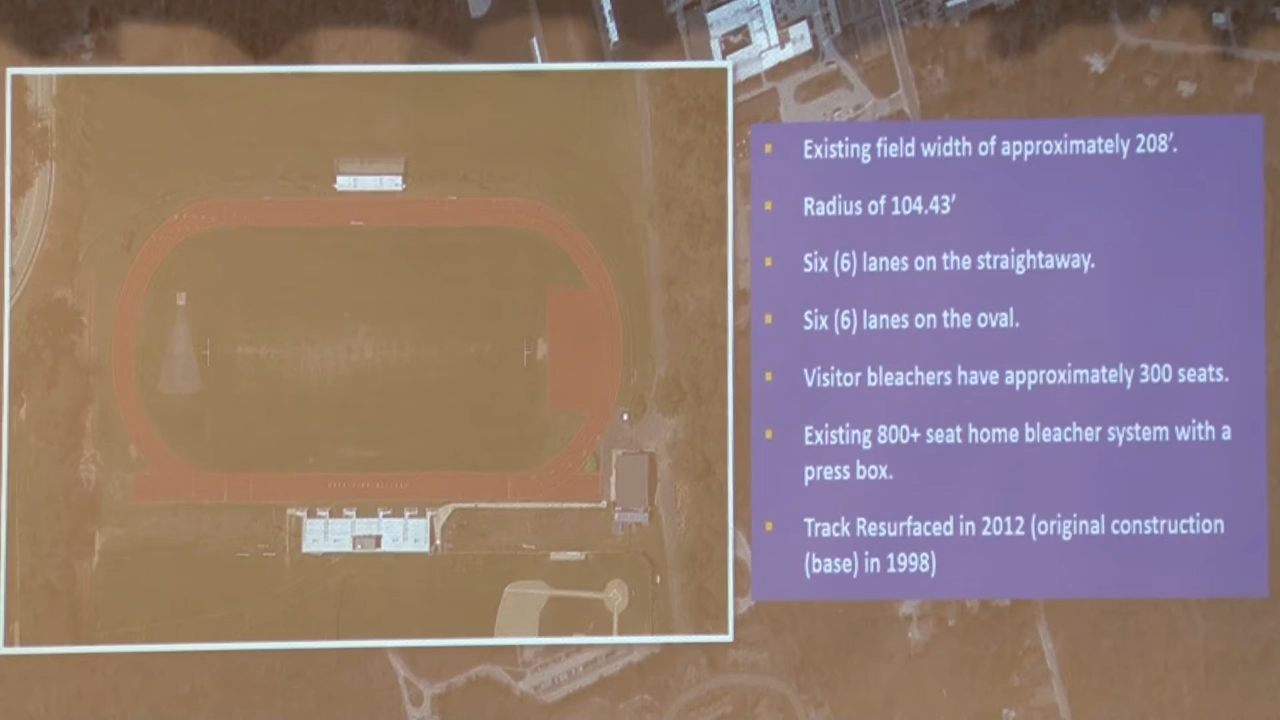 Existing field width of approximately 208’.
Radius of 104.43’
Six (6) lanes on the straightaway.
Six (6) lanes on the oval.
Visitor bleachers have approximately 300 seats.
Existing 800+ seat home bleacher system with a
press box.
Track Resurfaced in 2012 (original construction
(base) in 1998)